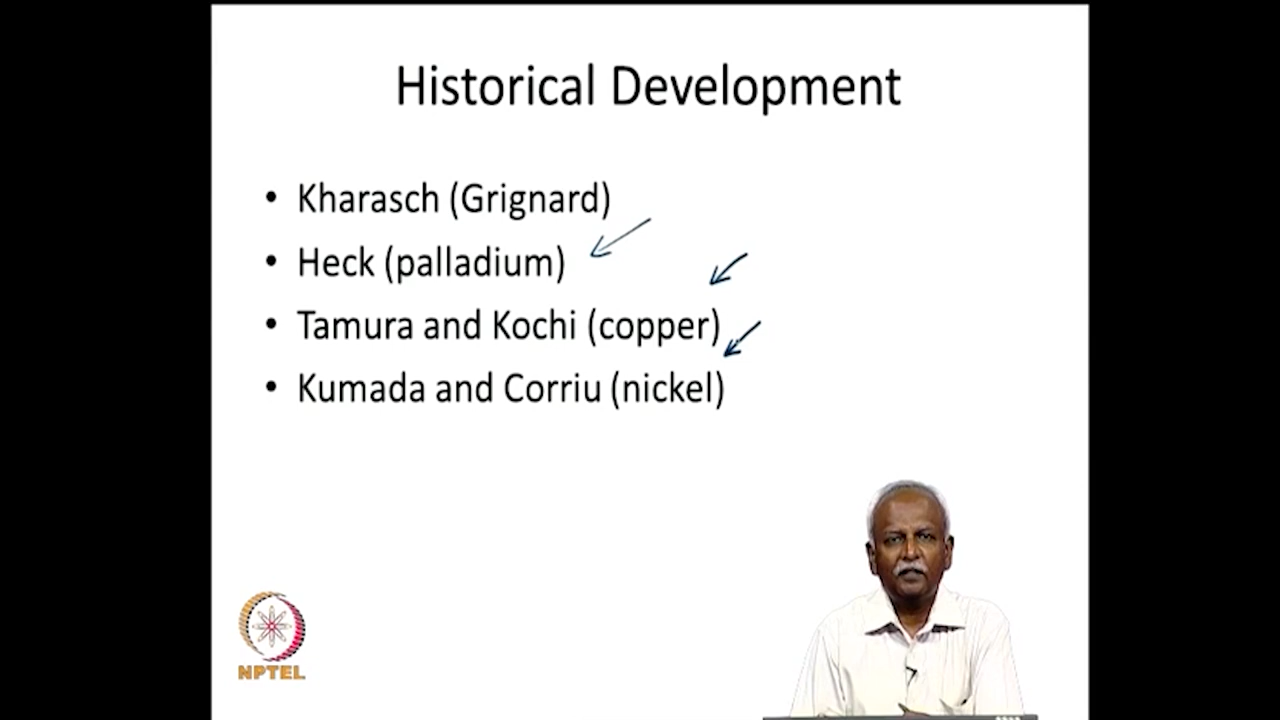 Historical Development
• Kharasch (Grignard)
• Heck (palladium)
• Tamura and Kochi (copper)
• Kumada and Corriu (nickel)
NPTEL